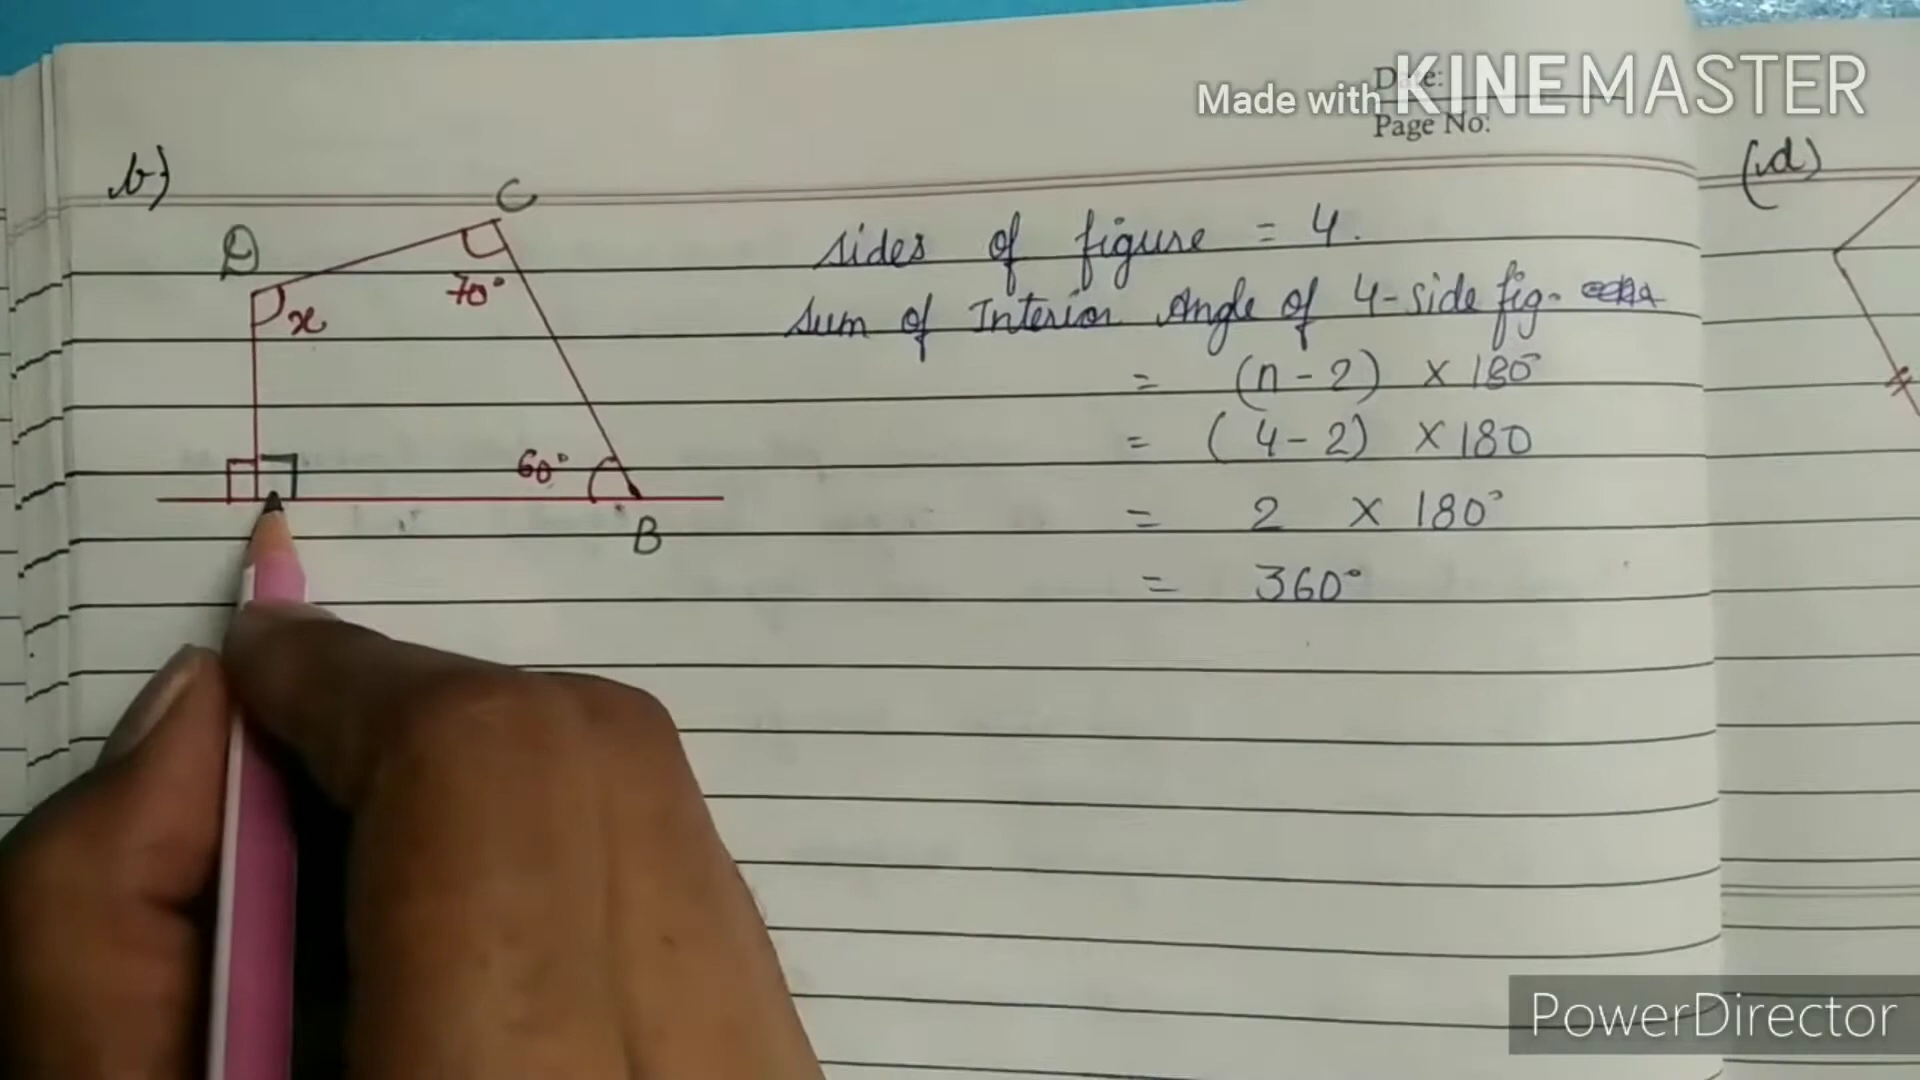 Made with KINEMASTER
Date:
Page No:
b)
(d)
C
D
70°
x
60°
B
sides of figure = 4.
Sum of Interior Angle of 4-side fig.
= (n - 2) × 180°
= (4 - 2) × 180
= 2 × 180°
= 360°
PowerDirector